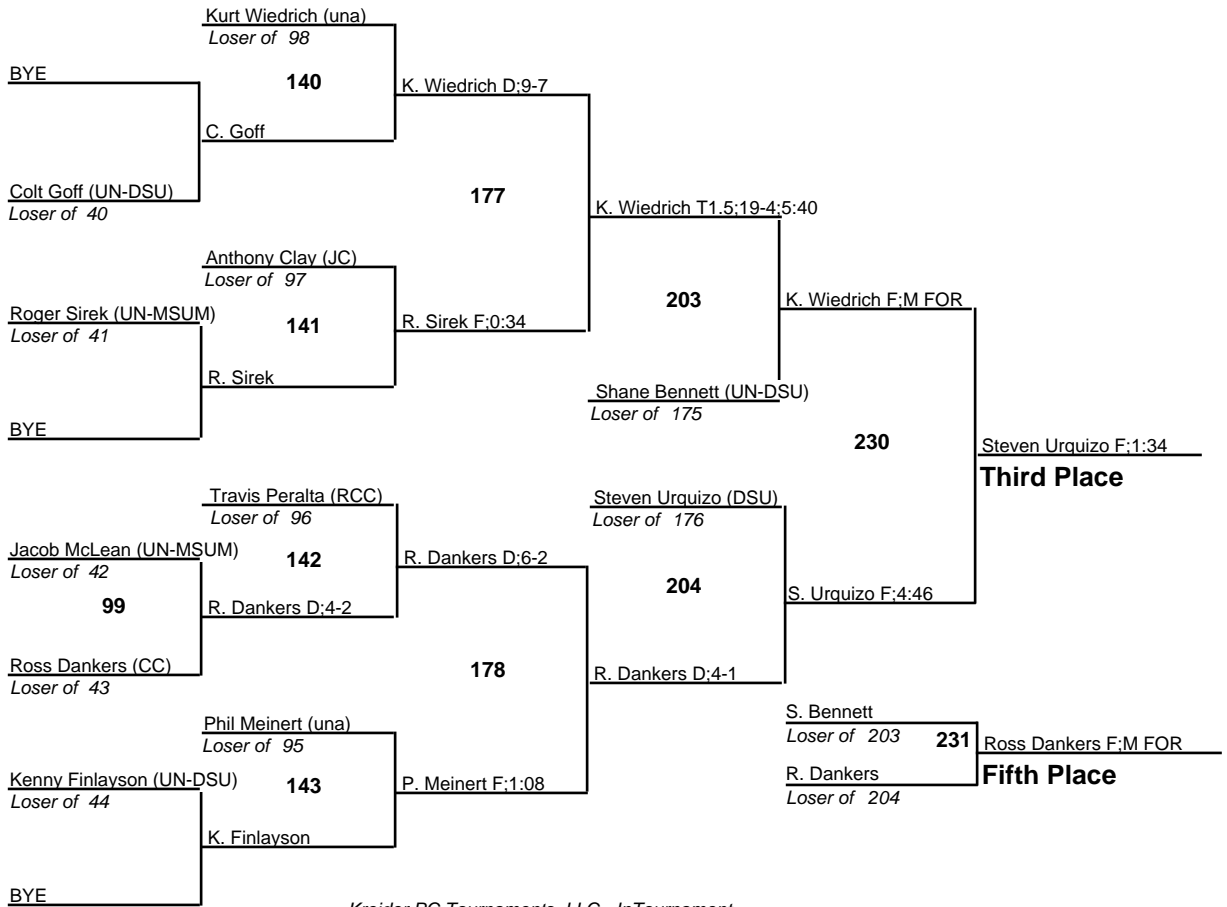 Kurt Wiedrich (una)
Loser of 98
BYE
140
K. Wiedrich D;9-7
C. Goff
Colt Goff (UN-DSU)
Loser of 40
177
K. Wiedrich T1.5;19-4;5:40
Anthony Clay (JC)
Loser of 97
Roger Sirek (UN-MSUM)
Loser of 41
141
R. Sirek F;0:34
203
K. Wiedrich F;M FOR
R. Sirek
Shane Bennett (UN-DSU)
Loser of 175
BYE
230
Steven Urquizo F;1:34
Third Place
Travis Peralta (RCC)
Loser of 96
Steven Urquizo (DSU)
Loser of 176
Jacob McLean (UN-MSUM)
Loser of 42
142
R. Dankers D;6-2
99
R. Dankers D;4-2
204
S. Urquizo F;4:46
Ross Dankers (CC)
Loser of 43
178
R. Dankers D;4-1
Phil Meinert (una)
Loser of 95
S. Bennett
Loser of 203
231
Ross Dankers F;M FOR
Fifth Place
Kenny Finlayson (UN-DSU)
Loser of 44
143
P. Meinert F;1:08
R. Dankers
Loser of 204
K. Finlayson
BYE